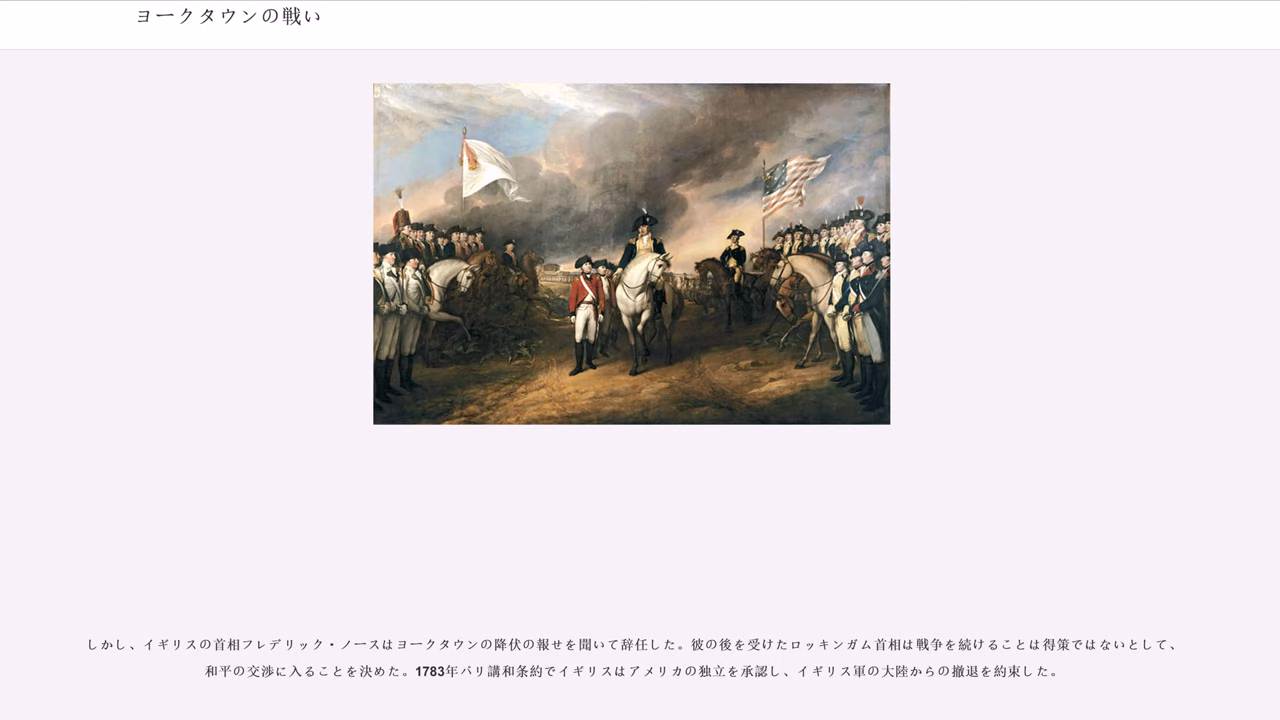 ヨークタウンの戦い
しかし、イギリスの首相フレデリック・ノースはヨークタウンの降伏の報せを聞いて辞任した。彼の後を受けたロッキンガム首相は戦争を続けることは得策ではないとして、
和平の交渉に入ることを決めた。1783年パリ講和条約でイギリスはアメリカの独立を承認し、イギリス軍の大陸からの撤退を約束した。